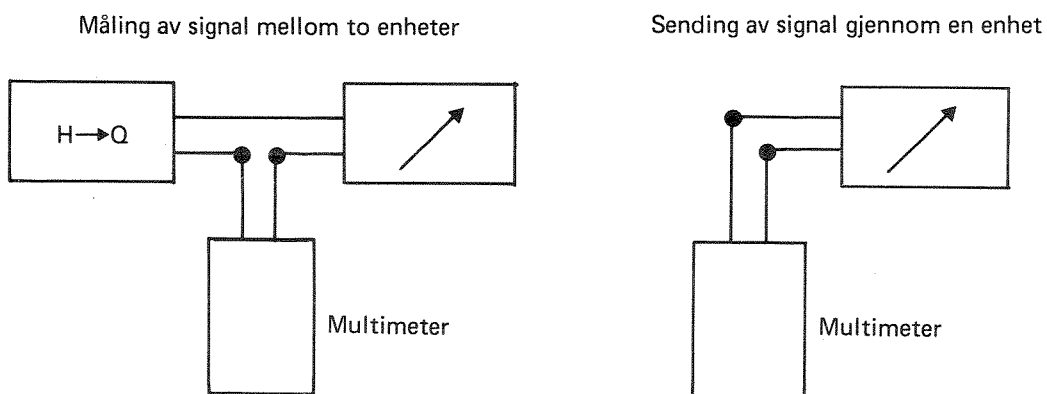 Måling av signal mellom to enheter
Sending av signal gjennom en enhet
H→Q
Multimeter
Multimeter